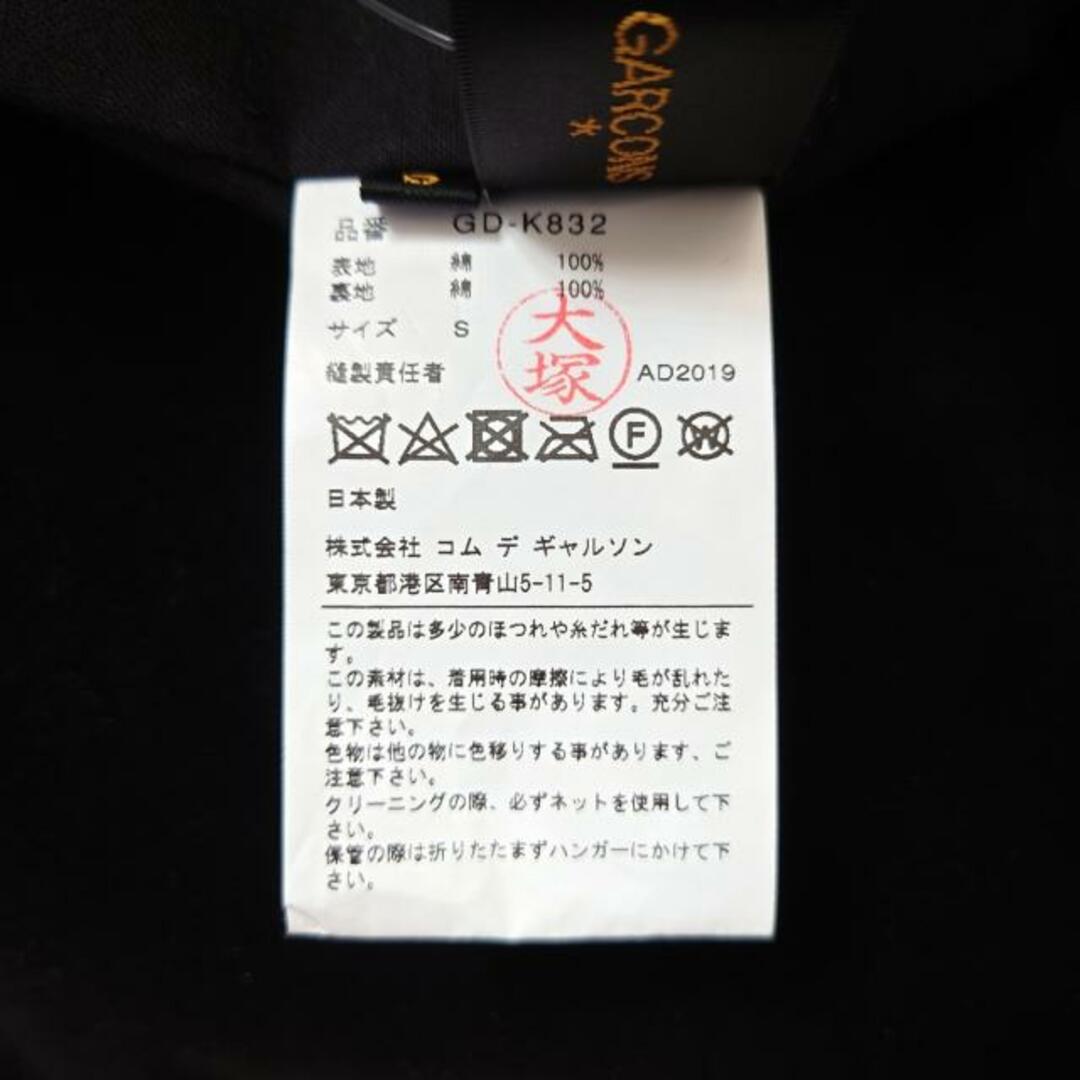 GARCONS
*
品番 GD-K832
表地 綿 100%
裏地 綿 100%
サイズ S
大塚
縫製責任者 AD2019
F W
日本製
株式会社 コム デ ギャルソン
東京都港区南青山5-11-5
この製品は多少のほつれや糸だれ等が生じま
す。
この素材は、着用時の摩擦により毛が乱れた
り、毛抜けを生じる事があります。充分ご注
意下さい。
色物は他の物に色移りする事があります、ご
注意下さい。
クリーニングの際、必ずネットを使用して下
さい。
保管の際は折りたたまずハンガーにかけて下
さい。